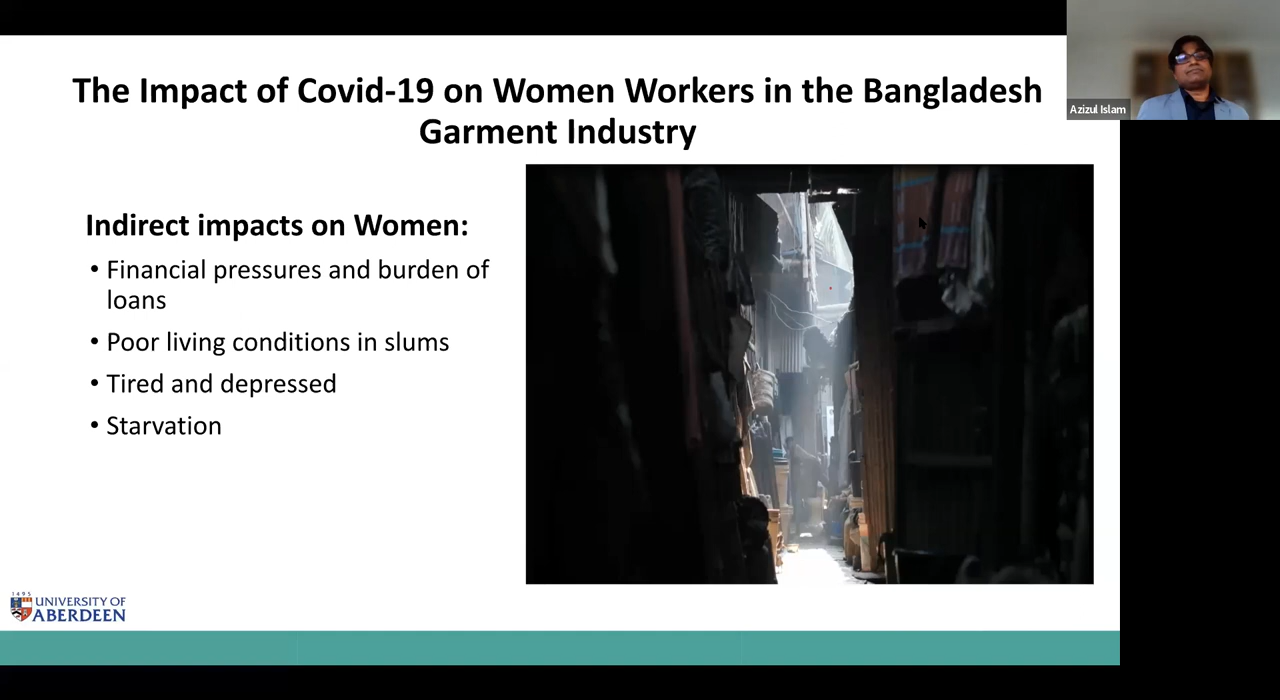 The Impact of Covid-19 on Women Workers in the Bangladesh
Garment Industry
Azizul Islam
Indirect impacts on Women:
• Financial pressures and burden of
loans
• Poor living conditions in slums
• Tired and depressed
• Starvation
1495
UNIVERSITY OF
ABERDEEN